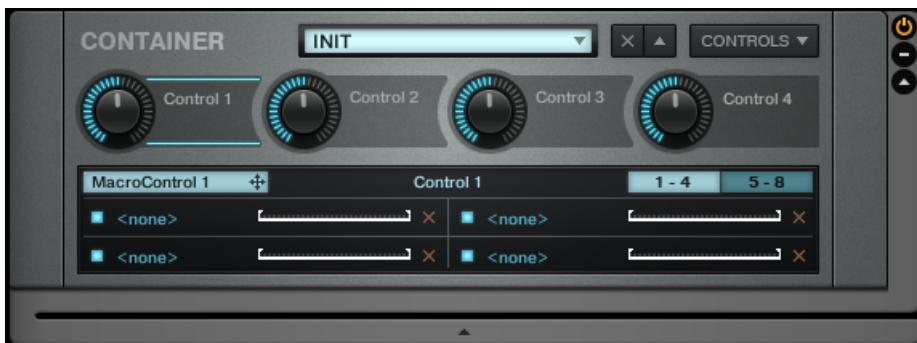 CONTAINER
INIT
CONTROLS
Control 1
Control 2
Control 3
Control 4
MacroControl 1
Control 1
1 - 4
5 - 8
<none>
<none>
<none>
<none>